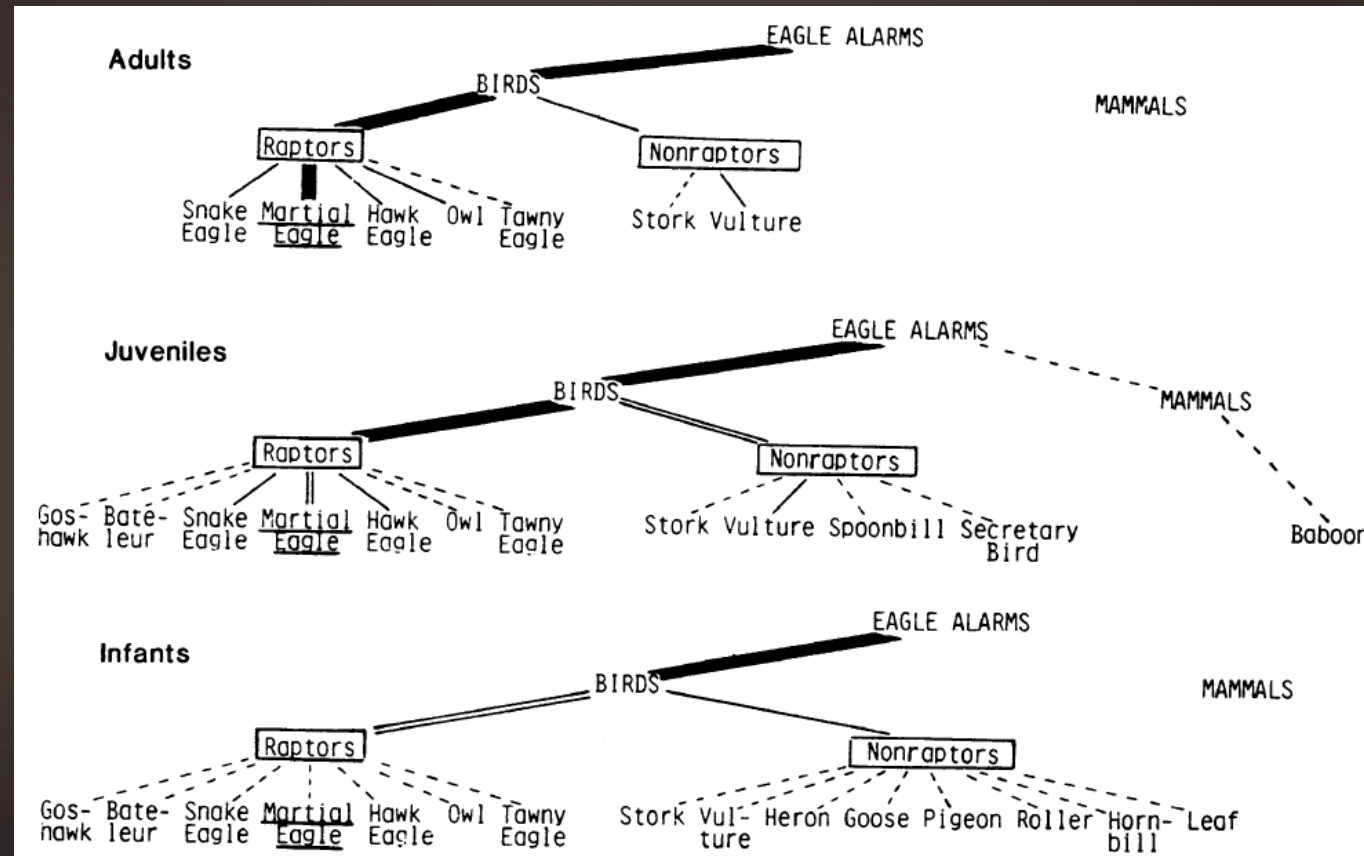 Adults
EAGLE ALARMS
BIRDS
MAMMALS
Raptors
Nonraptors
Snake Martial Hawk Owl Tawny
Eagle Eagle Eagle Eagle
Stork Vulture
Juveniles
EAGLE ALARMS
BIRDS
MAMMALS
Raptors
Nonraptors
Gos- Bate- Snake Martial Hawk Owl Tawny
hawk leur Eagle Eagle Eagle Eagle
Stork Vulture Spoonbill Secretary
Bird
Baboon
Infants
EAGLE ALARMS
BIRDS
MAMMALS
Raptors
Nonraptors
Gos- Bate- Snake Martial Hawk Owl Tawny
hawk leur Eagle Eagle Eagle Eagle
Stork Vul- Heron Goose Pigeon Roller Horn- Leaf
ture bill